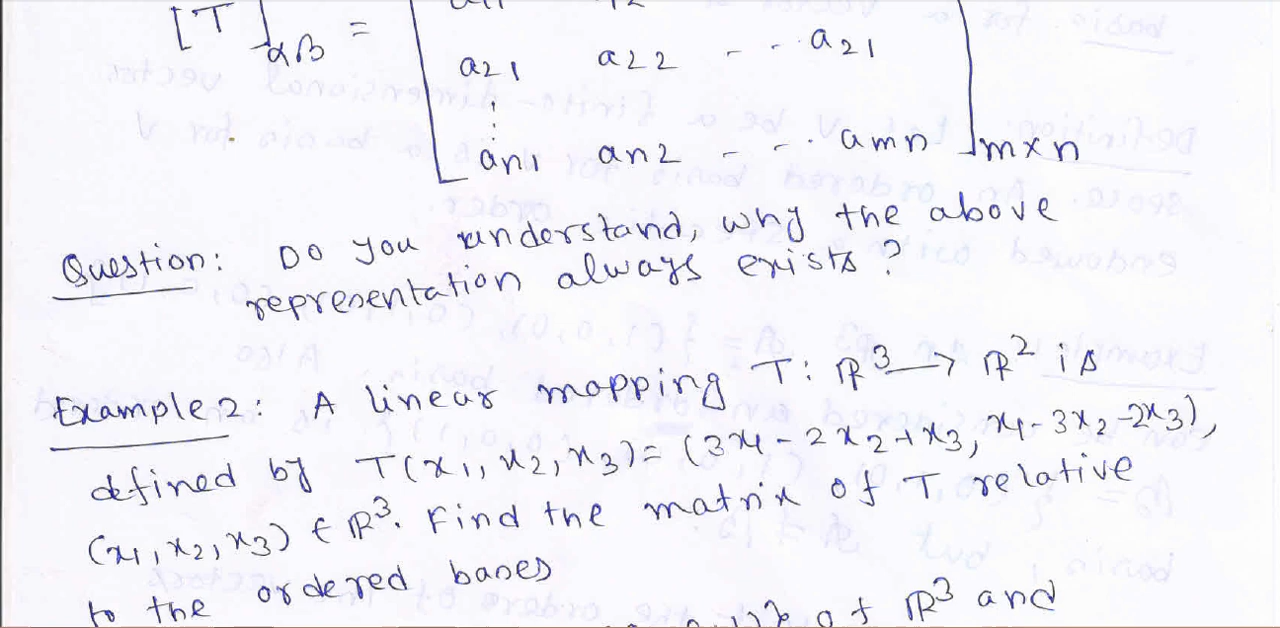 [T]αβ =
a21 a22 - - . a21
⋮
an1 an2 - - . . amn ]m×n
Question: Do you understand, why the above
representation always exists?
Example 2: A linear mapping T: ℝ³ → ℝ² is
defined by T(x1, x2, x3) = (3x1 - 2x2 + x3, x1 - 3x2 - 2x3),
(x1, x2, x3) ∈ ℝ³. Find the matrix of T relative
to the ordered bases
of ℝ³ and